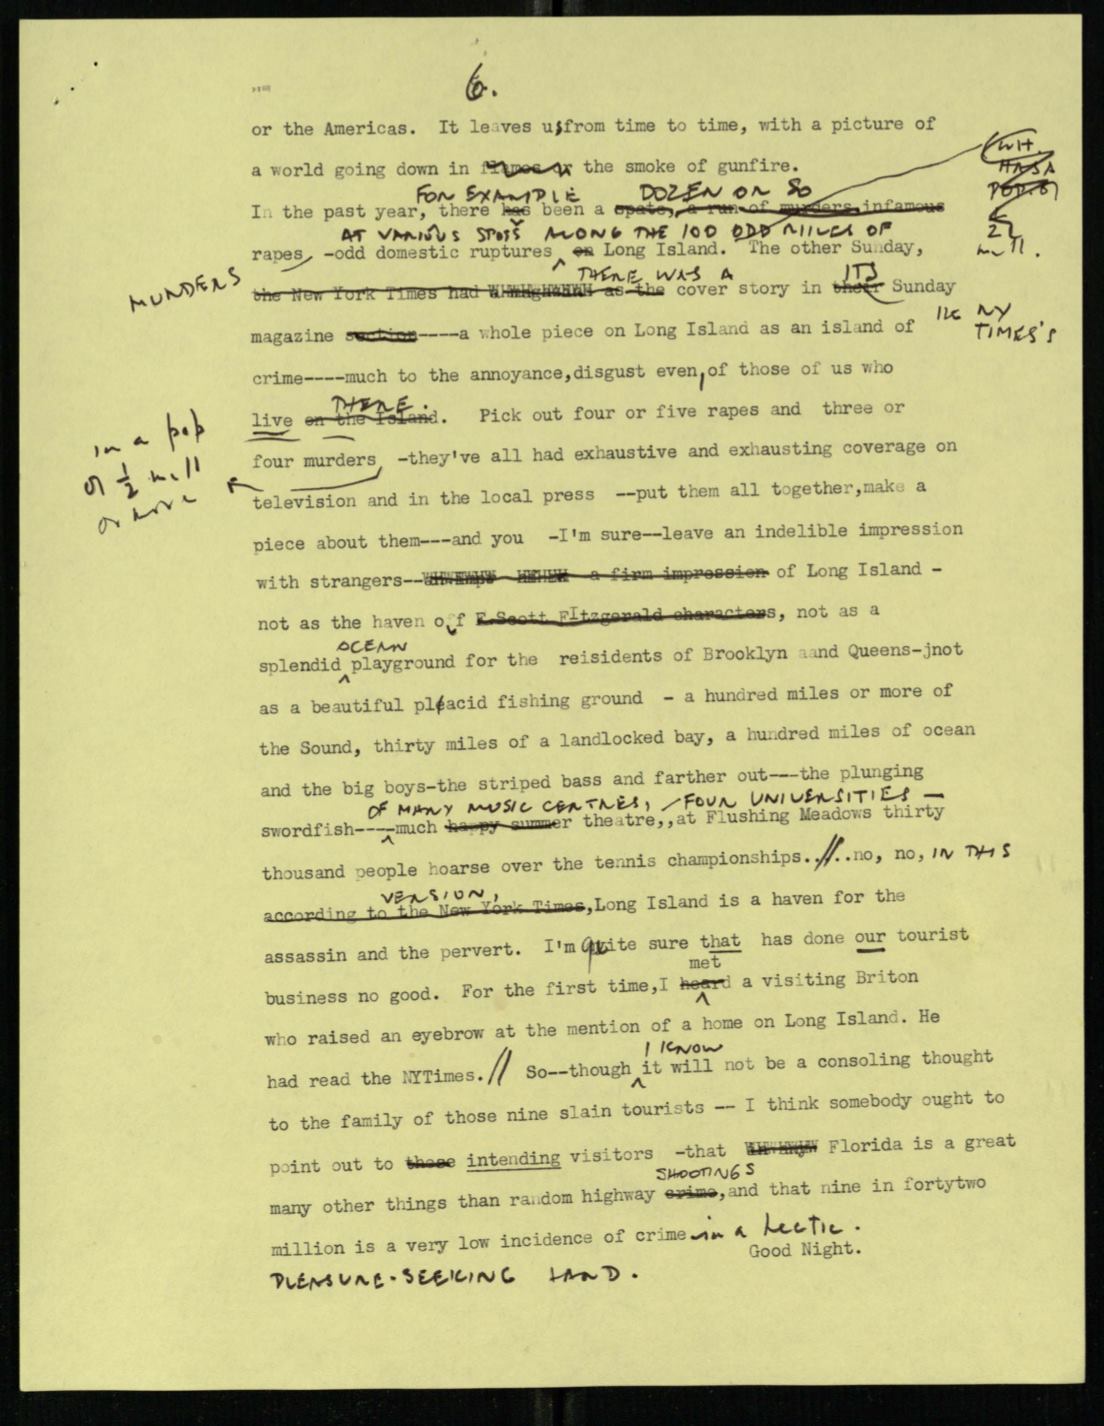 6.
or the Americas. It leaves us from time to time, with a picture of
a world going down in flames or the smoke of gunfire.
FOR EXAMPLE DOZEN OR SO
In the past year, there has been a spate, a run of murders, infamous
AT VARIOUS SPOTS ALONG THE 100 ODD MILES OF
rapes, -odd domestic ruptures on Long Island. The other Sunday,
WH.
HAS A
POP. OF
2½
mill.
MURDERS
THERE WAS A ITS
the New York Times had as the cover story in their Sunday
magazine section----a whole piece on Long Island as an island of
NY
TIMES'S
crime----much to the annoyance,disgust even,of those of us who
THERE.
live on the Island. Pick out four or five rapes and three or
in a pop
of ½ mill
or more
four murders, -they've all had exhaustive and exhausting coverage on
television and in the local press --put them all together,make a
piece about them---and you -I'm sure--leave an indelible impression
with strangers-- a firm impression of Long Island -
not as the haven off F.Scott FItzgerald characters, not as a
OCEAN
splendid playground for the reisidents of Brooklyn aand Queens-jnot
as a beautiful pleacid fishing ground - a hundred miles or more of
the Sound, thirty miles of a landlocked bay, a hundred miles of ocean
and the big boys-the striped bass and farther out---the plunging
OF MANY MUSIC CENTRES, FOUR UNIVERSITIES —
swordfish----much happy summer theatre,,at Flushing Meadows thirty
thousand people hoarse over the tennis championships..//..no, no, IN THIS
VERSION,
according to the New York Times,Long Island is a haven for the
assassin and the pervert. I'm quite sure that has done our tourist
met
business no good. For the first time,I heard a visiting Briton
who raised an eyebrow at the mention of a home on Long Island. He
I KNOW
had read the NYTimes.// So--though it will not be a consoling thought
to the family of those nine slain tourists -- I think somebody ought to
point out to those intending visitors -that Florida is a great
SHOOTINGS
many other things than random highway crime,and that nine in fortytwo
million is a very low incidence of crime in a hectic.
Good Night.
PLEASURE-SEEKING LAND.